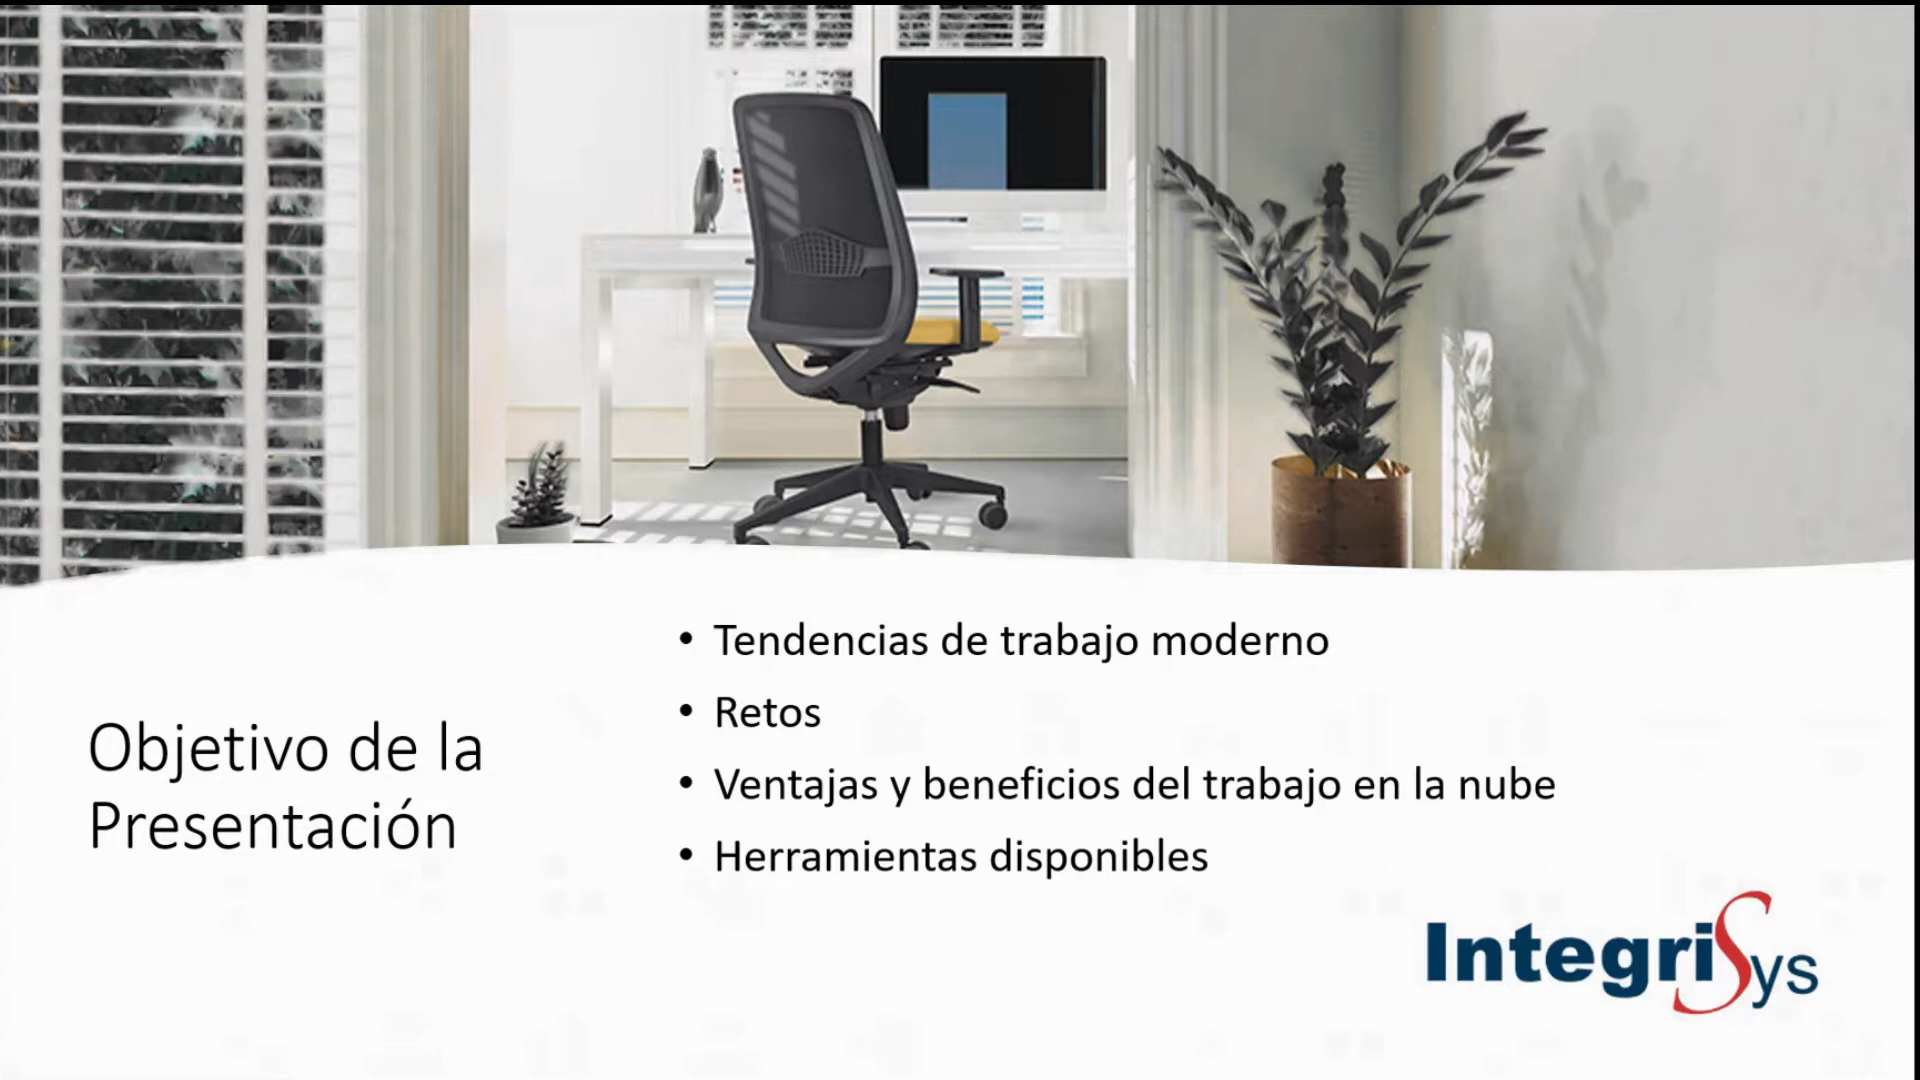 Objetivo de la
Presentación
• Tendencias de trabajo moderno
• Retos
• Ventajas y beneficios del trabajo en la nube
• Herramientas disponibles
IntegriSys